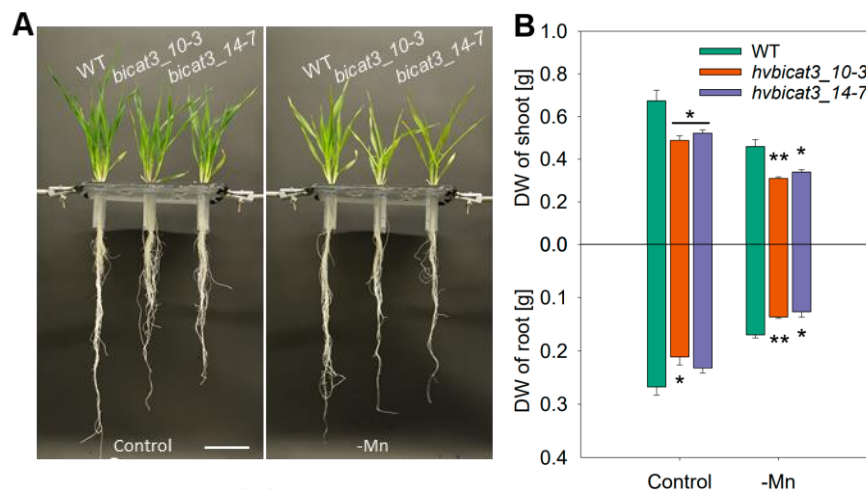 A
WT
bicat3_10-3
bicat3_14-7
WT
bicat3_10-3
bicat3_14-7
Control
-Mn
B
DW of shoot [g]
DW of root [g]
1.0
0.8
0.6
0.4
0.2
0.0
0.1
0.2
0.3
0.4
WT
hvbicat3_10-3
hvbicat3_14-7
*
** *
*
** *
Control -Mn